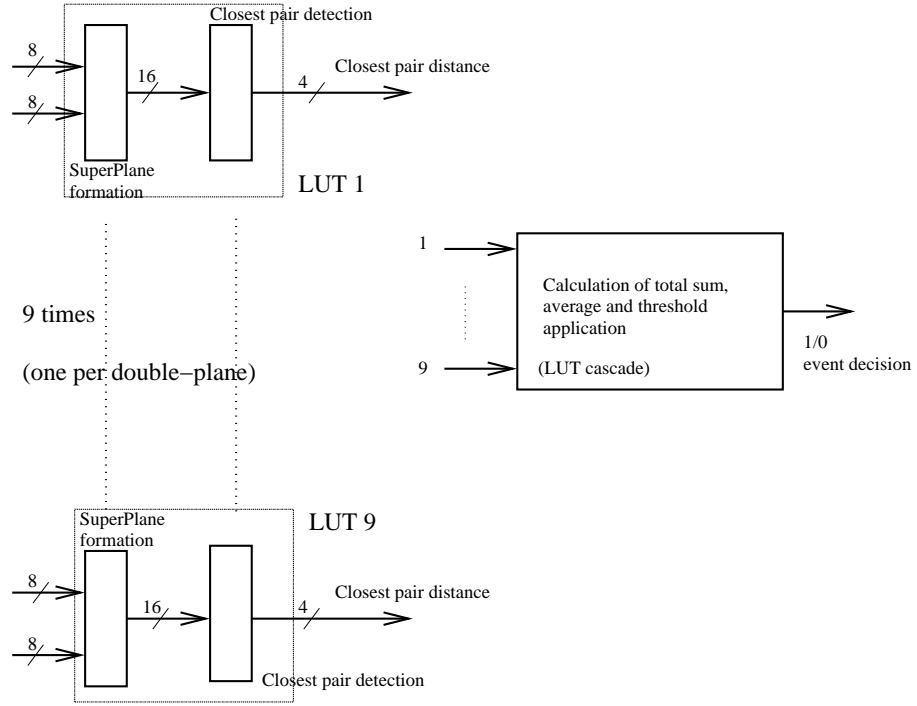 Closest pair detection
8
16
4
Closest pair distance
8
SuperPlane
formation
LUT 1
1
Calculation of total sum,
average and threshold
application
9 times
1/0
event decision
(one per double−plane)
9
(LUT cascade)
SuperPlane
formation
LUT 9
8
16
4
Closest pair distance
8
Closest pair detection